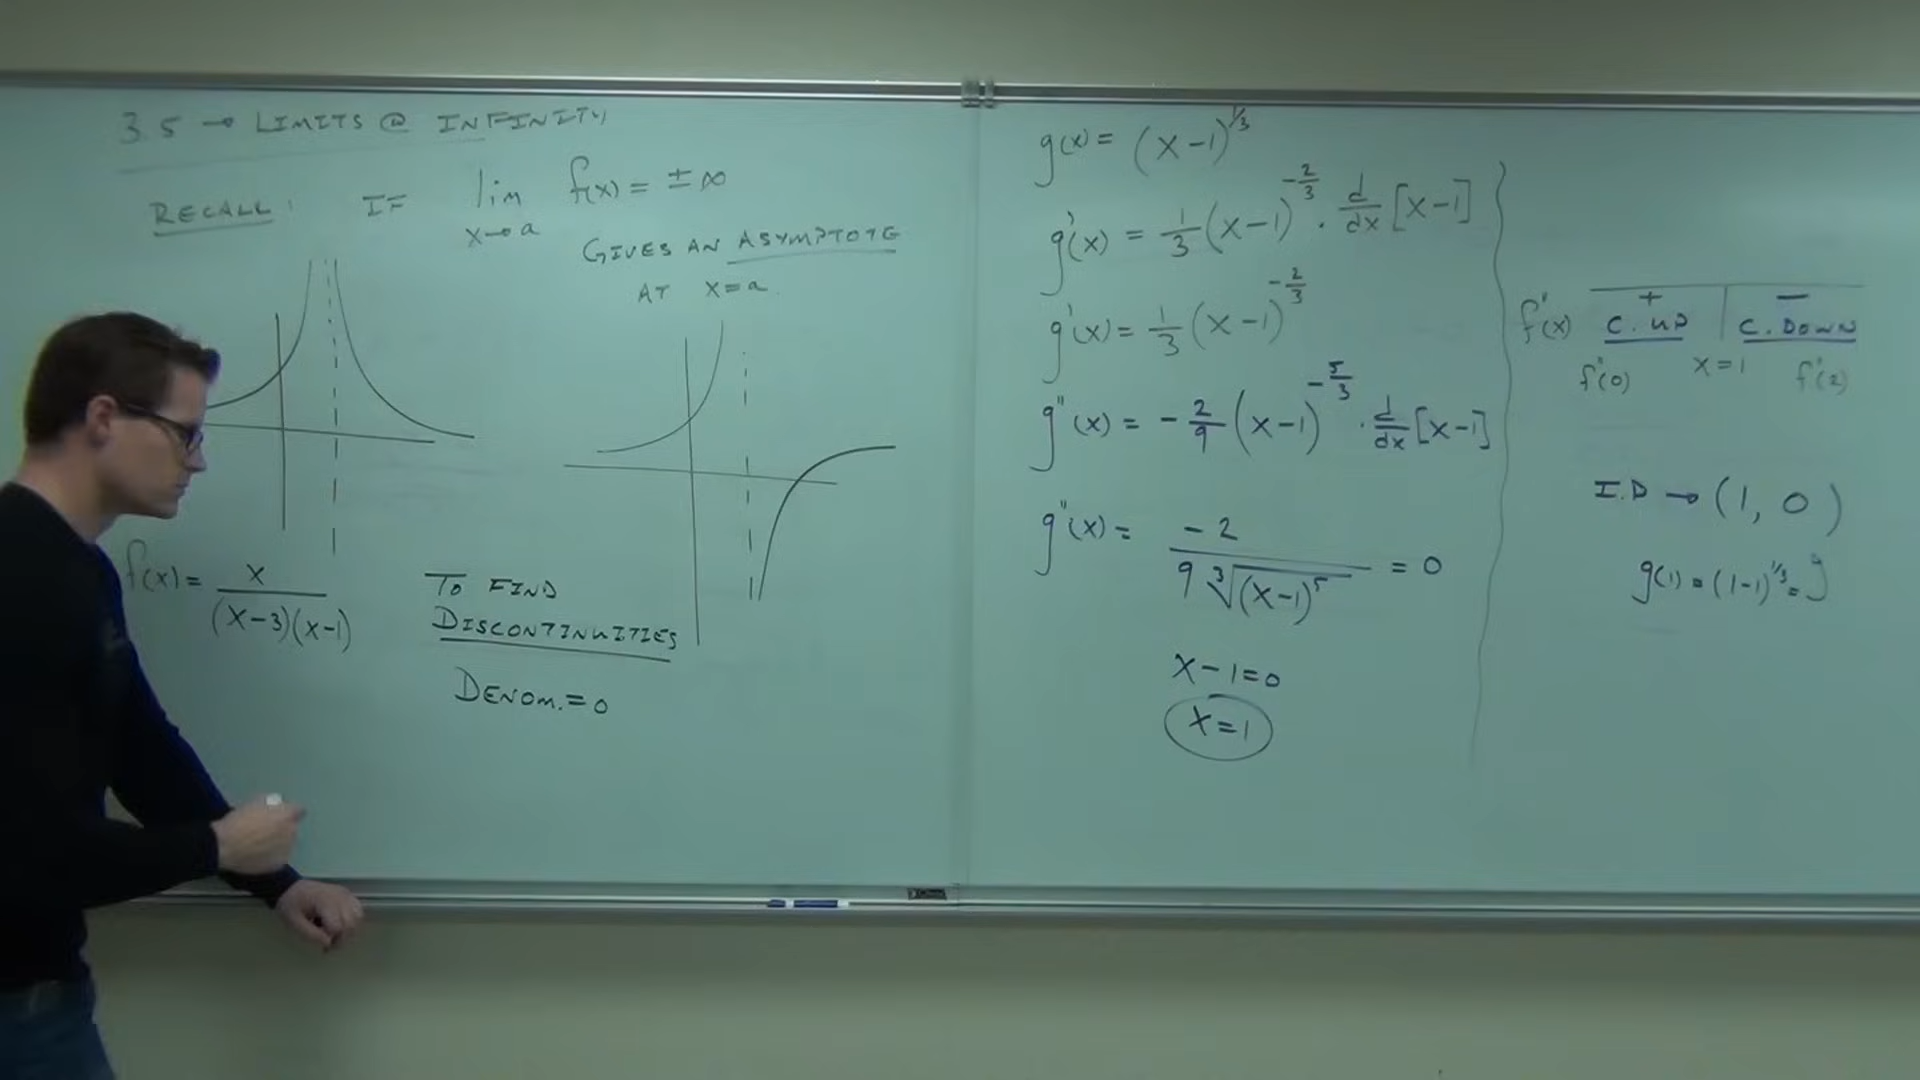 3.5 → LIMITS @ INFINITY
RECALL: IF lim x→a f(x) = ± ∞
GIVES AN ASYMPTOTE
AT x = a.
f(x) = x / (x-3)(x-1)
TO FIND
DISCONTINUITIES
DENOM. = 0
g(x) = (x-1)^1/3
g'(x) = 1/3 (x-1)^-2/3 · d/dx [x-1]
g'(x) = 1/3 (x-1)^-2/3
g''(x) = -2/9 (x-1)^-5/3 · d/dx [x-1]
g''(x) = -2 / 9 ∛(x-1)^5 = 0
x - 1 = 0
x = 1
+ −
f''(x) C. UP C. DOWN
f''(0) x = 1 f''(2)
→ (1, 0)
g(1) = (1-1)^1/3 =